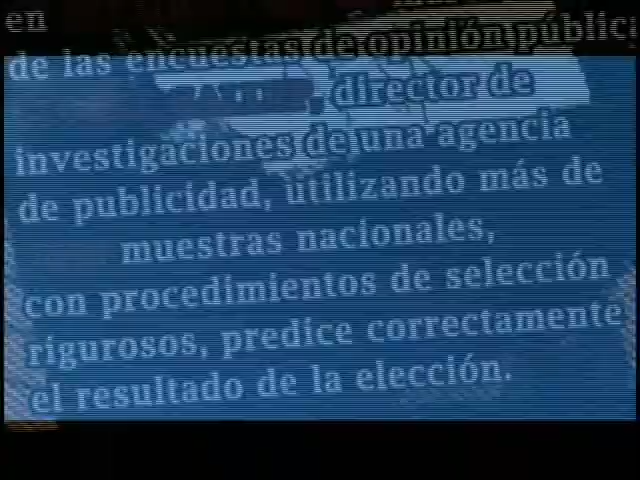 en
de las encuestas de opinión públic
, director de
investigaciones de una agencia
de publicidad, utilizando más de
muestras nacionales,
con procedimientos de selección
rigurosos, predice correctamente
el resultado de la elección.